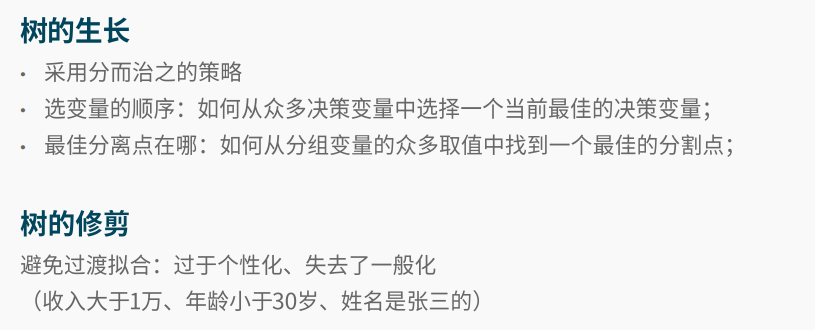 树的生长
• 采用分而治之的策略
• 选变量的顺序：如何从众多决策变量中选择一个当前最佳的决策变量；
• 最佳分离点在哪：如何从分组变量的众多取值中找到一个最佳的分割点；
树的修剪
避免过渡拟合：过于个性化、失去了一般化
（收入大于1万、年龄小于30岁、姓名是张三的）